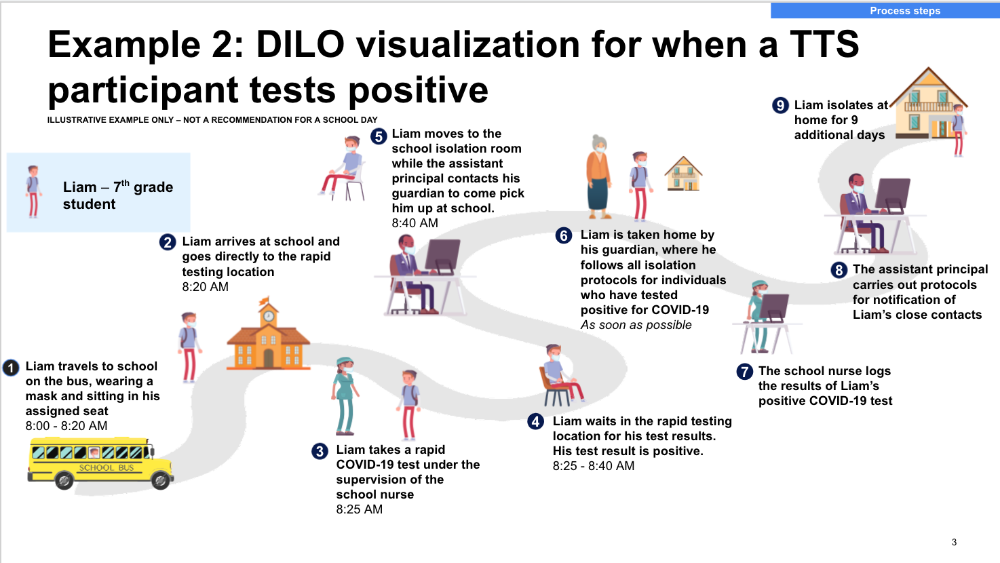 Process steps
Example 2: DILO visualization for when a TTS
participant tests positive
ILLUSTRATIVE EXAMPLE ONLY – NOT A RECOMMENDATION FOR A SCHOOL DAY
Liam – 7th grade
student
1
Liam travels to school
on the bus, wearing a
mask and sitting in his
assigned seat
8:00 - 8:20 AM
SCHOOL BUS
2
Liam arrives at school and
goes directly to the rapid
testing location
8:20 AM
3
Liam takes a rapid
COVID-19 test under the
supervision of the
school nurse
8:25 AM
4
Liam waits in the rapid testing
location for his test results.
His test result is positive.
8:25 - 8:40 AM
5
Liam moves to the
school isolation room
while the assistant
principal contacts his
guardian to come pick
him up at school.
8:40 AM
6
Liam is taken home by
his guardian, where he
follows all isolation
protocols for individuals
who have tested
positive for COVID-19
As soon as possible
7
The school nurse logs
the results of Liam’s
positive COVID-19 test
8
The assistant principal
carries out protocols
for notification of
Liam’s close contacts
9
Liam isolates at
home for 9
additional days
3